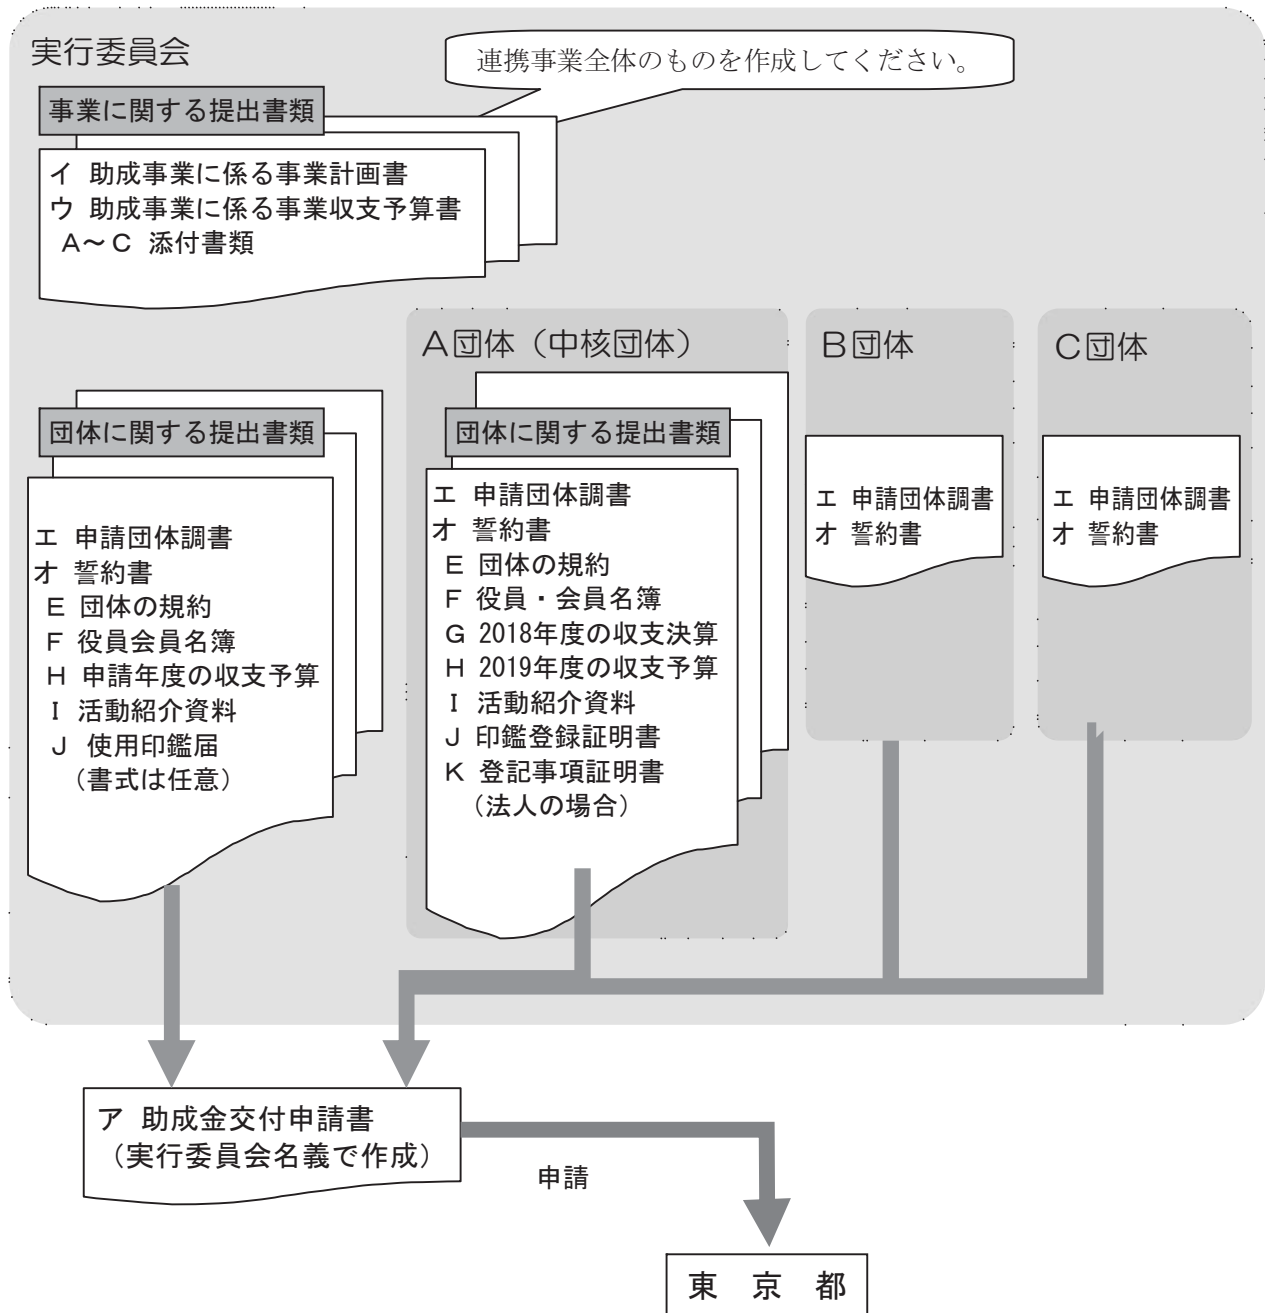 実行委員会
連携事業全体のものを作成してください。
事業に関する提出書類
イ 助成事業に係る事業計画書
ウ 助成事業に係る事業収支予算書
A～C 添付書類
団体に関する提出書類
エ 申請団体調書
オ 誓約書
E 団体の規約
F 役員会員名簿
H 申請年度の収支予算
I 活動紹介資料
J 使用印鑑届
（書式は任意）
A団体（中核団体）
団体に関する提出書類
エ 申請団体調書
オ 誓約書
E 団体の規約
F 役員・会員名簿
G 2018年度の収支決算
H 2019年度の収支予算
I 活動紹介資料
J 印鑑登録証明書
K 登記事項証明書
（法人の場合）
B団体
エ 申請団体調書
オ 誓約書
C団体
エ 申請団体調書
オ 誓約書
ア 助成金交付申請書
（実行委員会名義で作成）
申請
東 京 都